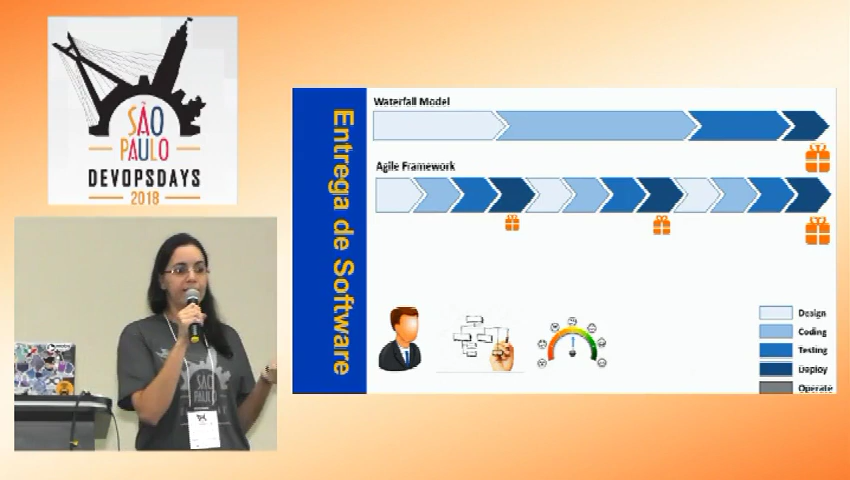 SÃO
PAULO
DEVOPSDAYS
2018
Entrega de Software
Waterfall Model
Agile Framework
Design
Coding
Testing
Deploy
Operate
SÃO
PAULO